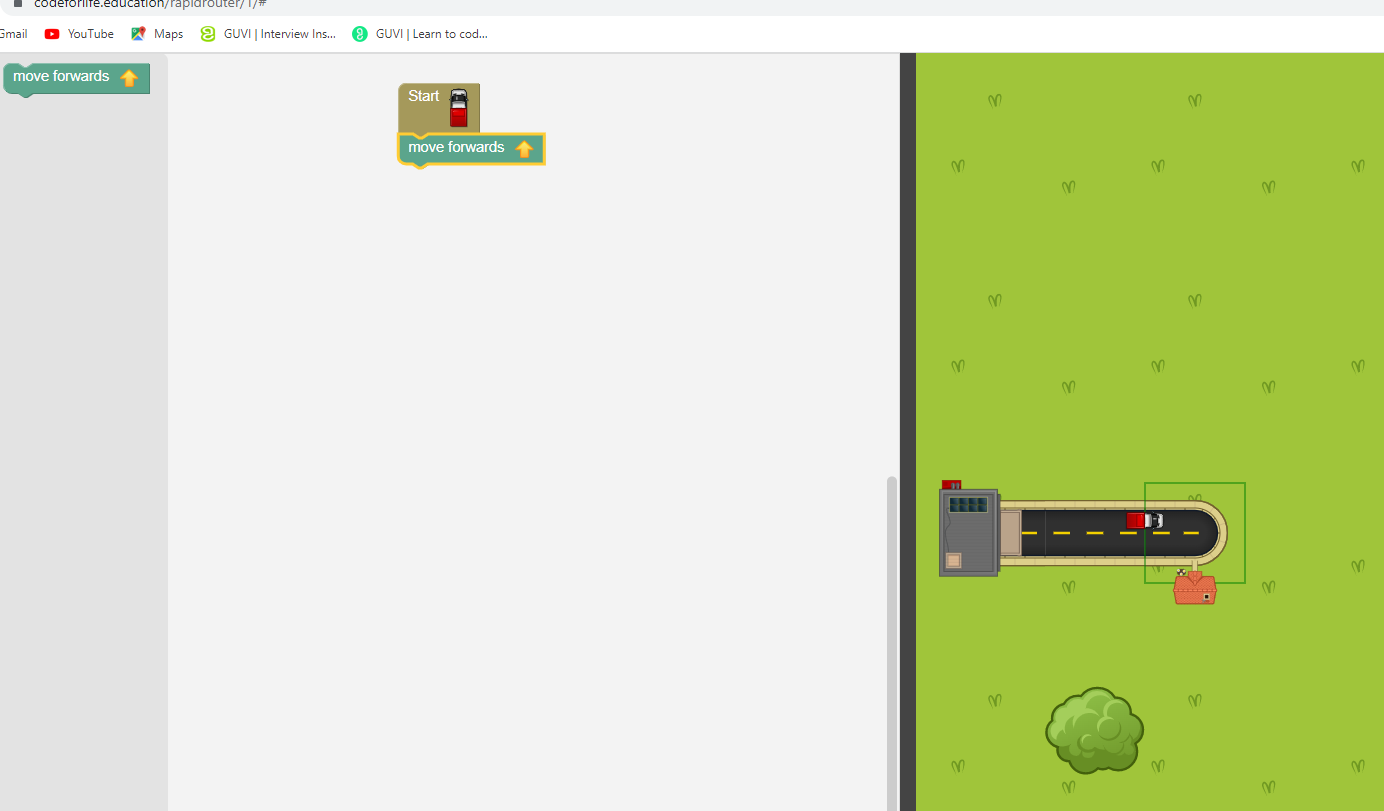 codeforlife.education/rapidrouter/1/#
Gmail YouTube Maps GUVI | Interview Ins... GUVI | Learn to cod...
move forwards
Start
move forwards